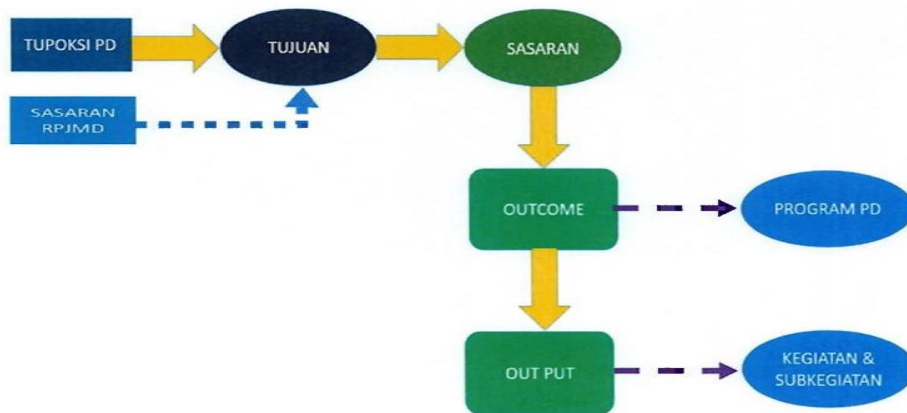 TUPOKSI PD
TUJUAN
SASARAN
SASARAN
RPJMD
OUTCOME
PROGRAM PD
OUT PUT
KEGIATAN &
SUBKEGIATAN